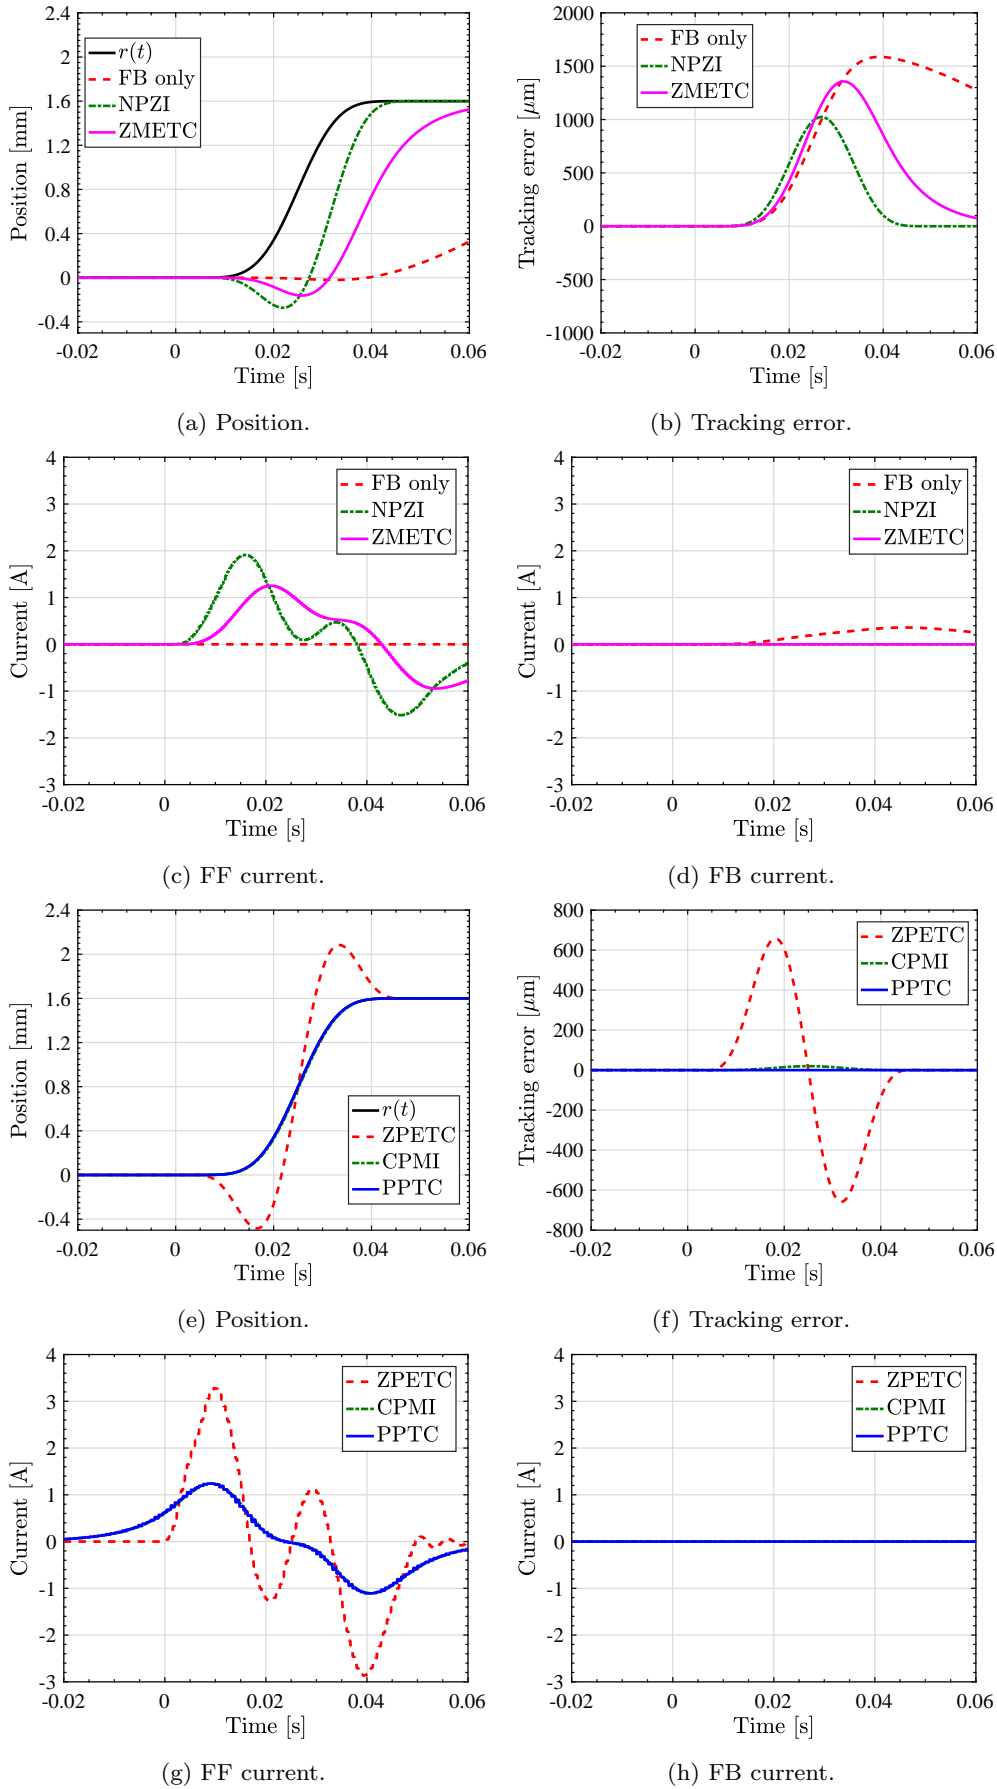 2.4
2
1.6
1.2
0.8
0.4
0
-0.4
Position [mm]
r(t)
FB only
NPZI
ZMETC
-0.02 0 0.02 0.04 0.06
Time [s]
(a) Position.
2000
1500
1000
500
0
-500
-1000
Tracking error [μm]
FB only
NPZI
ZMETC
-0.02 0 0.02 0.04 0.06
Time [s]
(b) Tracking error.
4
3
2
1
0
-1
-2
-3
Current [A]
FB only
NPZI
ZMETC
-0.02 0 0.02 0.04 0.06
Time [s]
(c) FF current.
4
3
2
1
0
-1
-2
-3
Current [A]
FB only
NPZI
ZMETC
-0.02 0 0.02 0.04 0.06
Time [s]
(d) FB current.
2.4
2
1.6
1.2
0.8
0.4
0
-0.4
Position [mm]
r(t)
ZPETC
CPMI
PPTC
-0.02 0 0.02 0.04 0.06
Time [s]
(e) Position.
800
600
400
200
0
-200
-400
-600
-800
Tracking error [μm]
ZPETC
CPMI
PPTC
-0.02 0 0.02 0.04 0.06
Time [s]
(f) Tracking error.
4
3
2
1
0
-1
-2
-3
Current [A]
ZPETC
CPMI
PPTC
-0.02 0 0.02 0.04 0.06
Time [s]
(g) FF current.
4
3
2
1
0
-1
-2
-3
Current [A]
ZPETC
CPMI
PPTC
-0.02 0 0.02 0.04 0.06
Time [s]
(h) FB current.